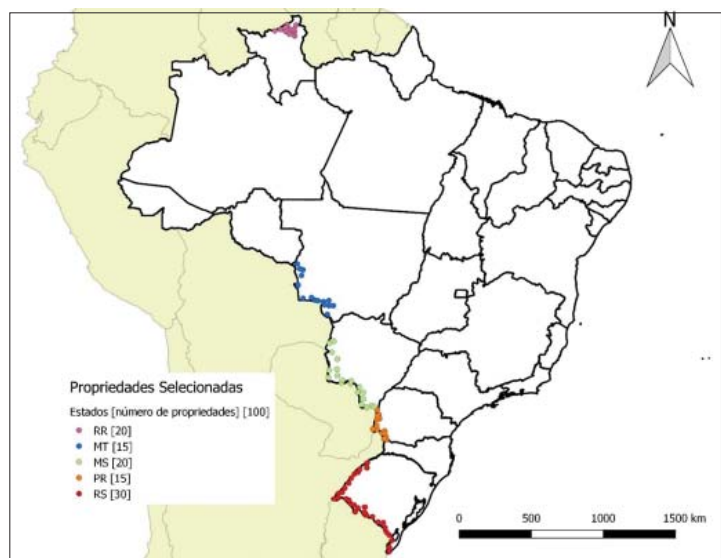 N
Propriedades Selecionadas
Estados [número de propriedades] [100]
RR [20]
MT [15]
MS [20]
PR [15]
RS [30]
0 500 1000 1500 km